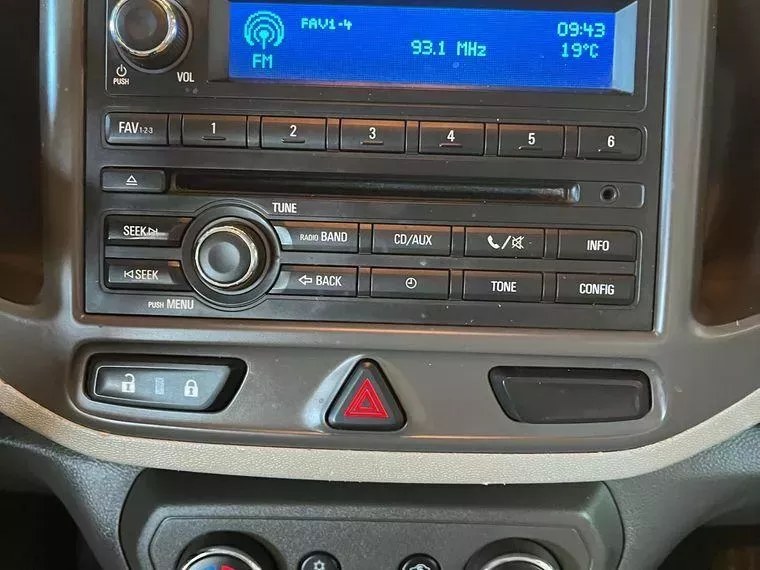 FAV1-4 09:43
93.1 MHz 19°C
FM
PUSH VOL
FAV1-2-3 1 2 3 4 5 6
TUNE
SEEK RADIO BAND CD/AUX INFO
SEEK BACK TONE CONFIG
PUSH MENU